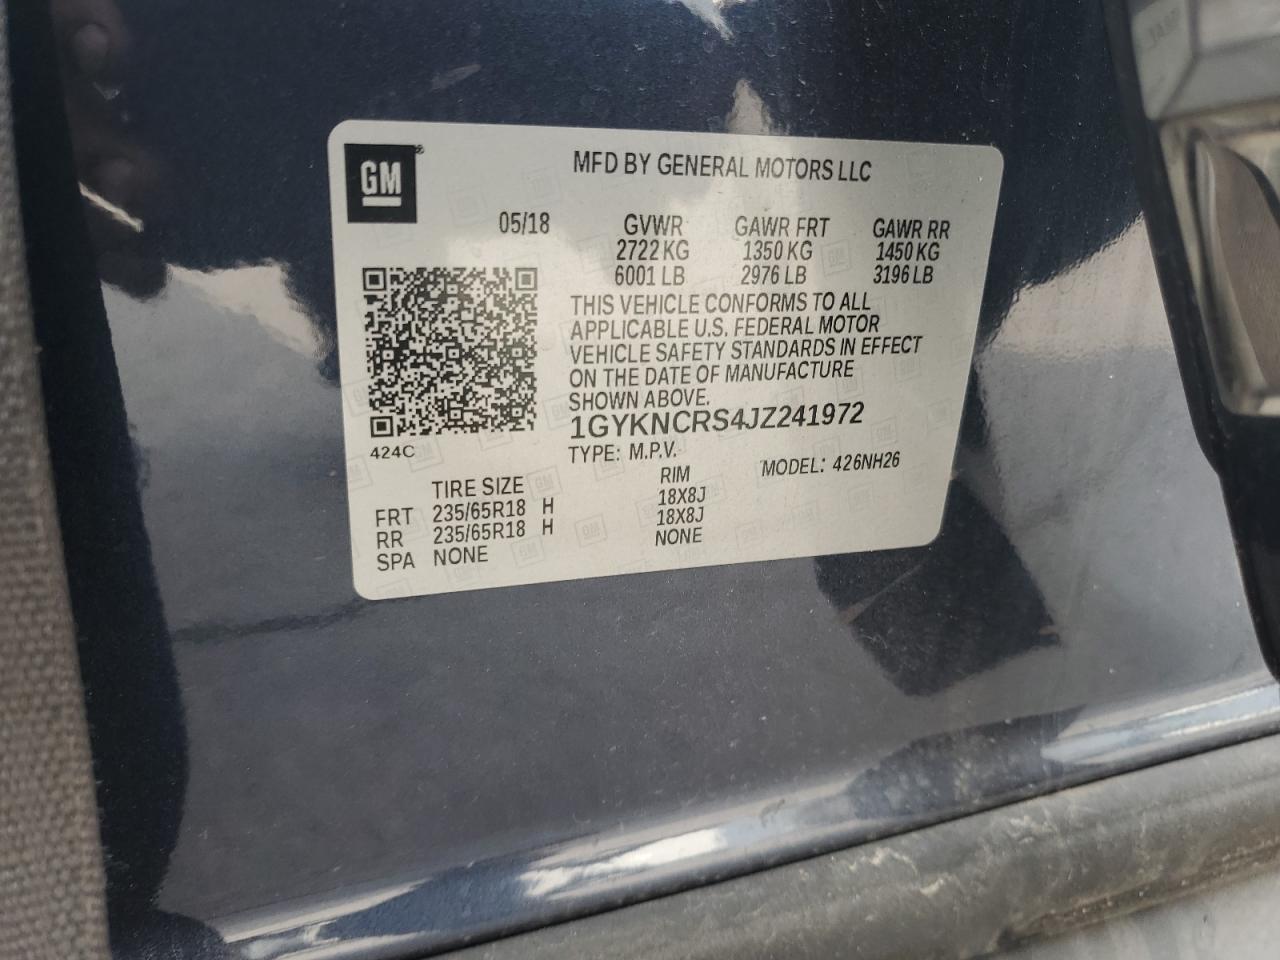 GM
MFD BY GENERAL MOTORS LLC
05/18 GVWR GAWR FRT GAWR RR
2722 KG 1350 KG 1450 KG
6001 LB 2976 LB 3196 LB
THIS VEHICLE CONFORMS TO ALL
APPLICABLE U.S. FEDERAL MOTOR
VEHICLE SAFETY STANDARDS IN EFFECT
ON THE DATE OF MANUFACTURE
SHOWN ABOVE.
1GYKNCRS4JZ241972
424C
TYPE: M.P.V. MODEL: 426NH26
TIRE SIZE RIM
FRT 235/65R18 H 18X8J
RR 235/65R18 H 18X8J
SPA NONE NONE